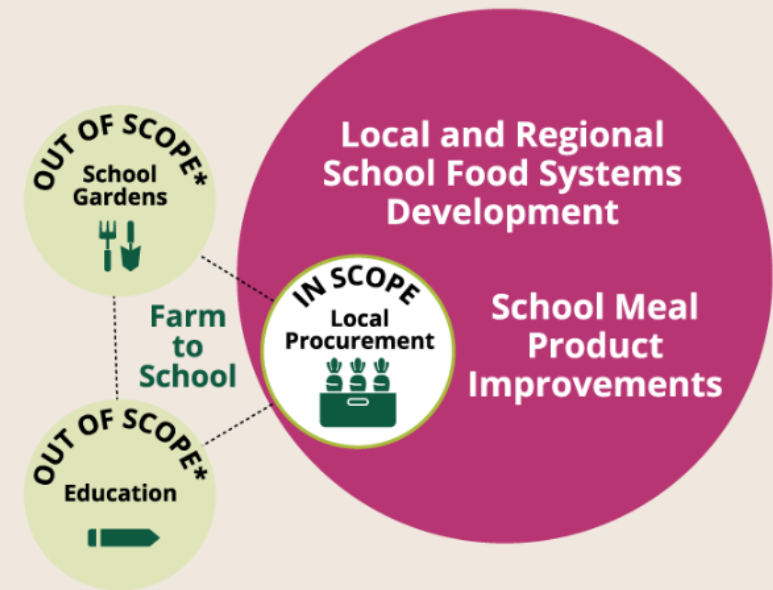 OUT OF SCOPE*
School
Gardens
Farm
to
School
OUT OF SCOPE*
Education
IN SCOPE
Local
Procurement
Local and Regional
School Food Systems
Development
School Meal
Product
Improvements